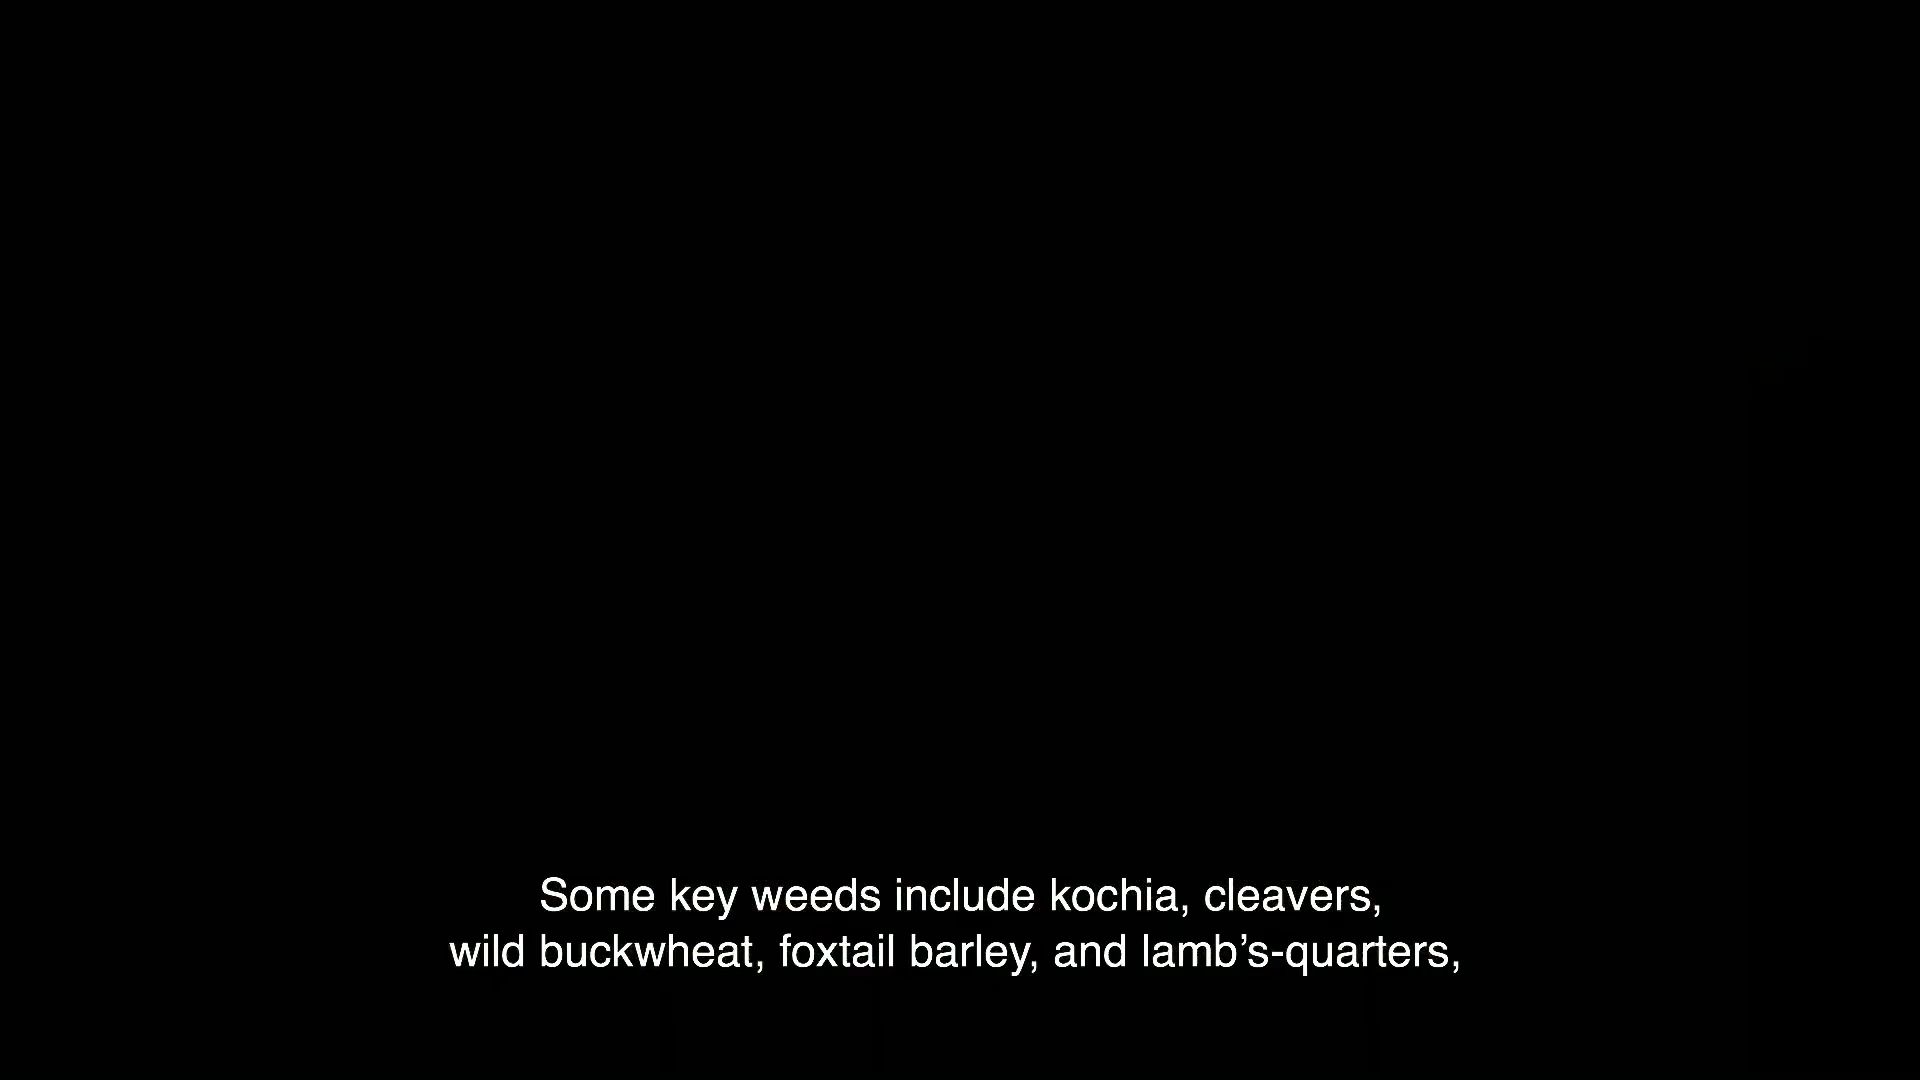 Some key weeds include kochia, cleavers,
wild buckwheat, foxtail barley, and lamb’s-quarters,